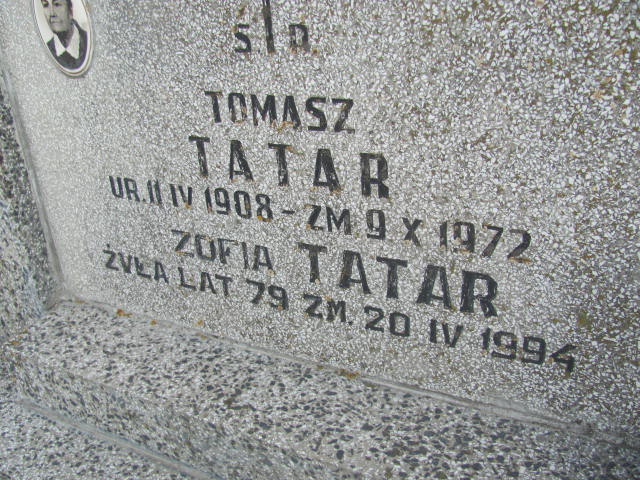 Ś P.
TOMASZ
TATAR
UR. 11 IV 1908 - ZM 9 X 1972
ZOFIA TATAR
ŻYŁA LAT 79 ZM. 20 IV 1994